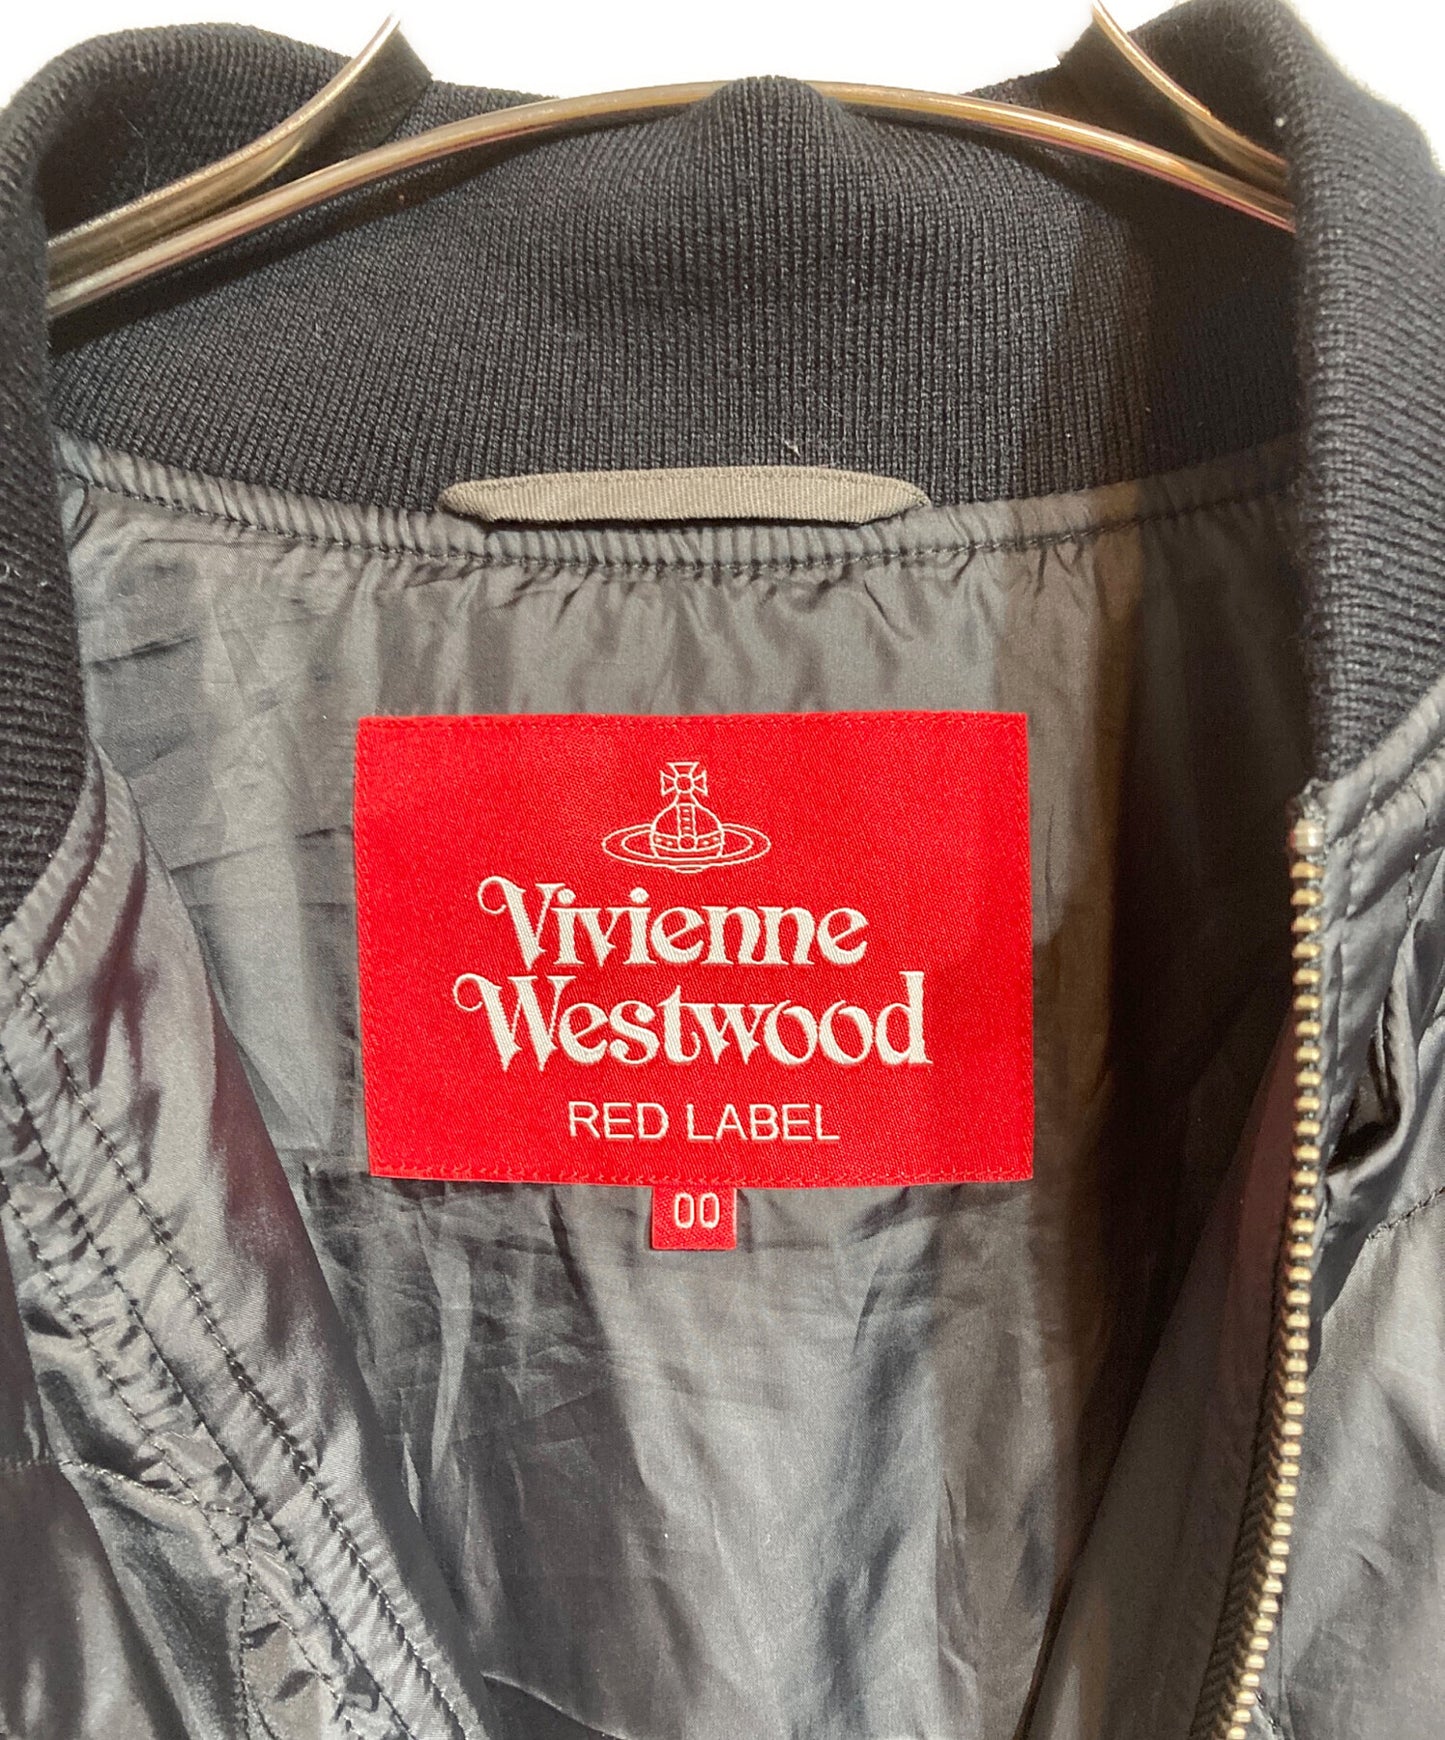 Vivienne
Westwood
RED LABEL
00